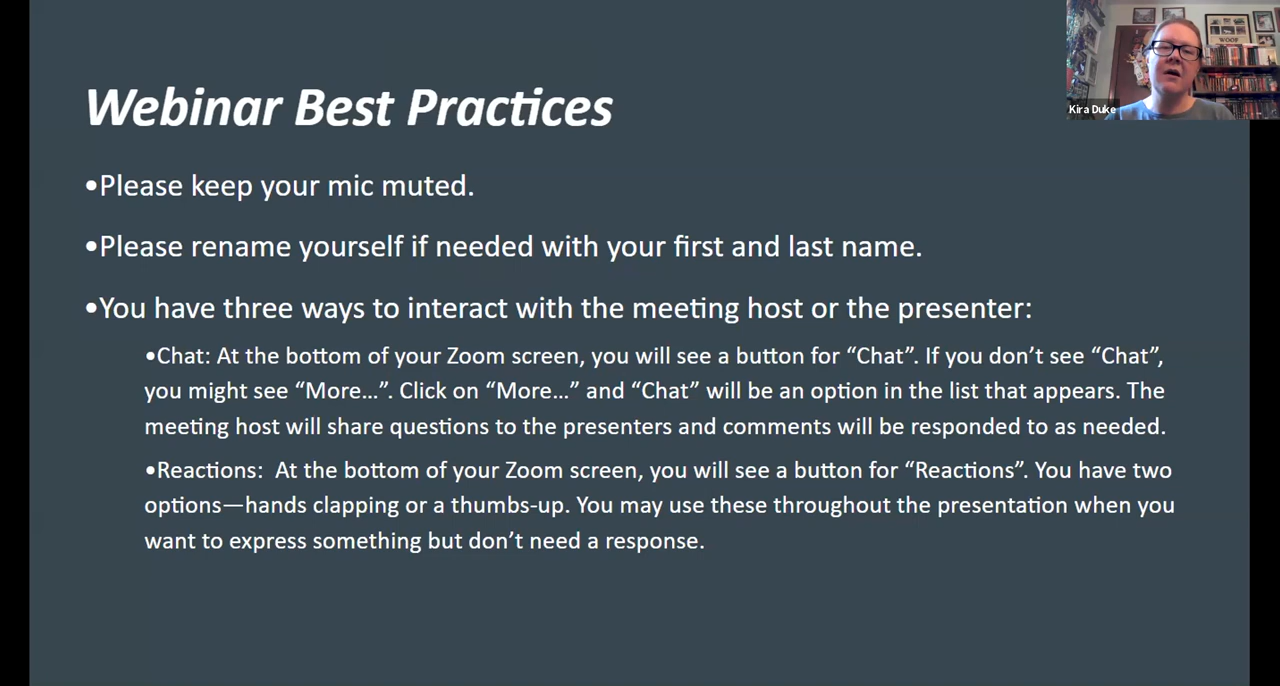 Webinar Best Practices
WOOF
Kira Duke
•Please keep your mic muted.
•Please rename yourself if needed with your first and last name.
•You have three ways to interact with the meeting host or the presenter:
•Chat: At the bottom of your Zoom screen, you will see a button for “Chat”. If you don’t see “Chat”,
you might see “More…”. Click on “More…” and “Chat” will be an option in the list that appears. The
meeting host will share questions to the presenters and comments will be responded to as needed.
•Reactions:  At the bottom of your Zoom screen, you will see a button for “Reactions”. You have two
options—hands clapping or a thumbs-up. You may use these throughout the presentation when you
want to express something but don’t need a response.